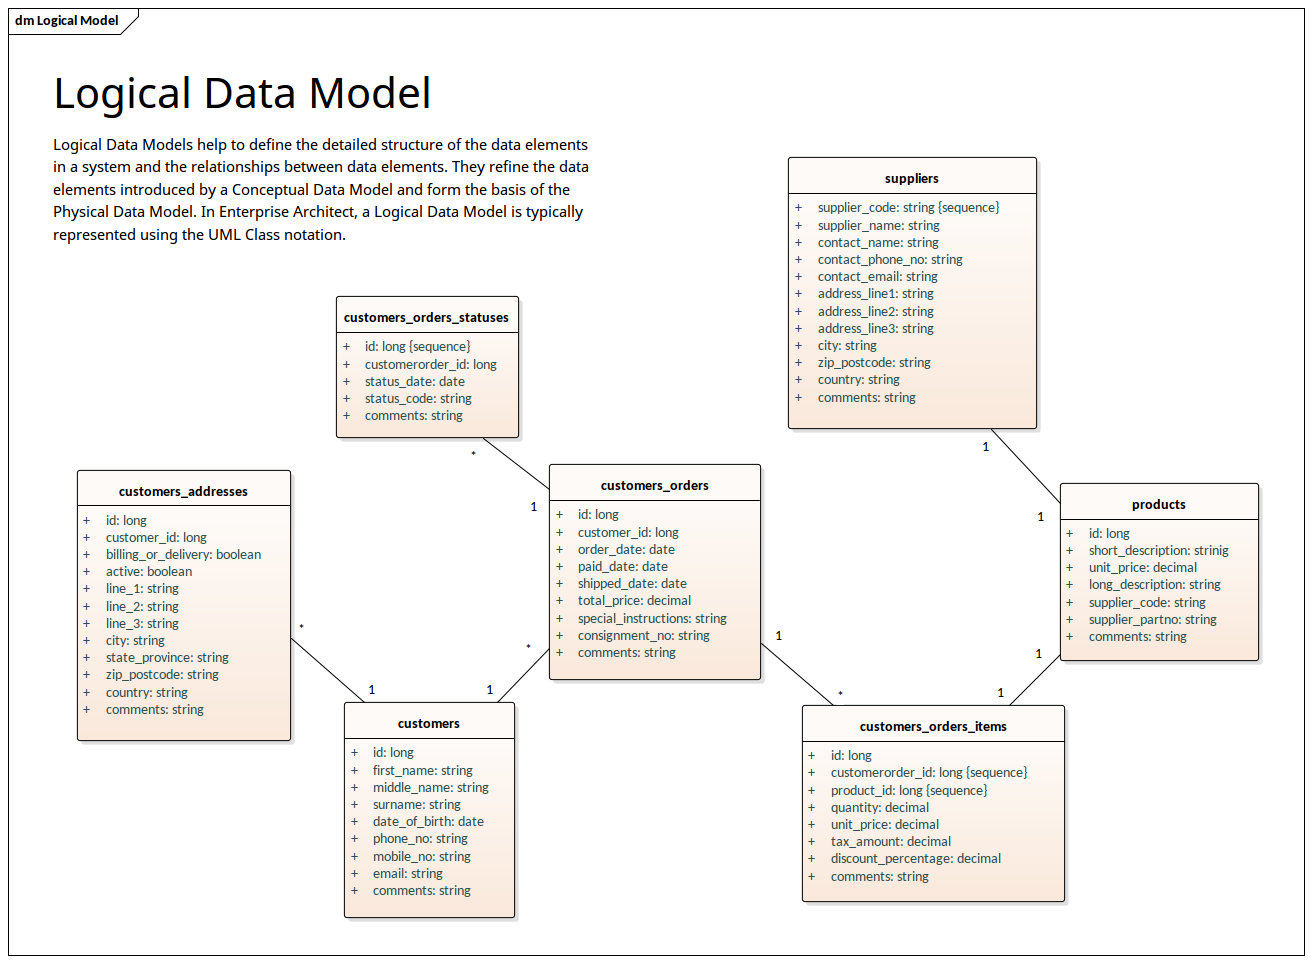 dm Logical Model
Logical Data Model
Logical Data Models help to define the detailed structure of the data elements
in a system and the relationships between data elements. They refine the data
elements introduced by a Conceptual Data Model and form the basis of the
Physical Data Model. In Enterprise Architect, a Logical Data Model is typically
represented using the UML Class notation.
suppliers
+ supplier_code: string {sequence}
+ supplier_name: string
+ contact_name: string
+ contact_phone_no: string
+ contact_email: string
+ address_line1: string
+ address_line2: string
+ address_line3: string
+ city: string
+ zip_postcode: string
+ country: string
+ comments: string
1
1
customers_orders_statuses
+ id: long {sequence}
+ customerorder_id: long
+ status_date: date
+ status_code: string
+ comments: string
*
1
customers_addresses
+ id: long
+ customer_id: long
+ billing_or_delivery: boolean
+ active: boolean
+ line_1: string
+ line_2: string
+ line_3: string
+ city: string
+ state_province: string
+ zip_postcode: string
+ country: string
+ comments: string
*
1
customers_orders
+ id: long
+ customer_id: long
+ order_date: date
+ paid_date: date
+ shipped_date: date
+ total_price: decimal
+ special_instructions: string
+ consignment_no: string
+ comments: string
*
1
1
*
products
+ id: long
+ short_description: strinig
+ unit_price: decimal
+ long_description: string
+ supplier_code: string
+ supplier_partno: string
+ comments: string
1
1
customers
+ id: long
+ first_name: string
+ middle_name: string
+ surname: string
+ date_of_birth: date
+ phone_no: string
+ mobile_no: string
+ email: string
+ comments: string
customers_orders_items
+ id: long
+ customerorder_id: long {sequence}
+ product_id: long {sequence}
+ quantity: decimal
+ unit_price: decimal
+ tax_amount: decimal
+ discount_percentage: decimal
+ comments: string